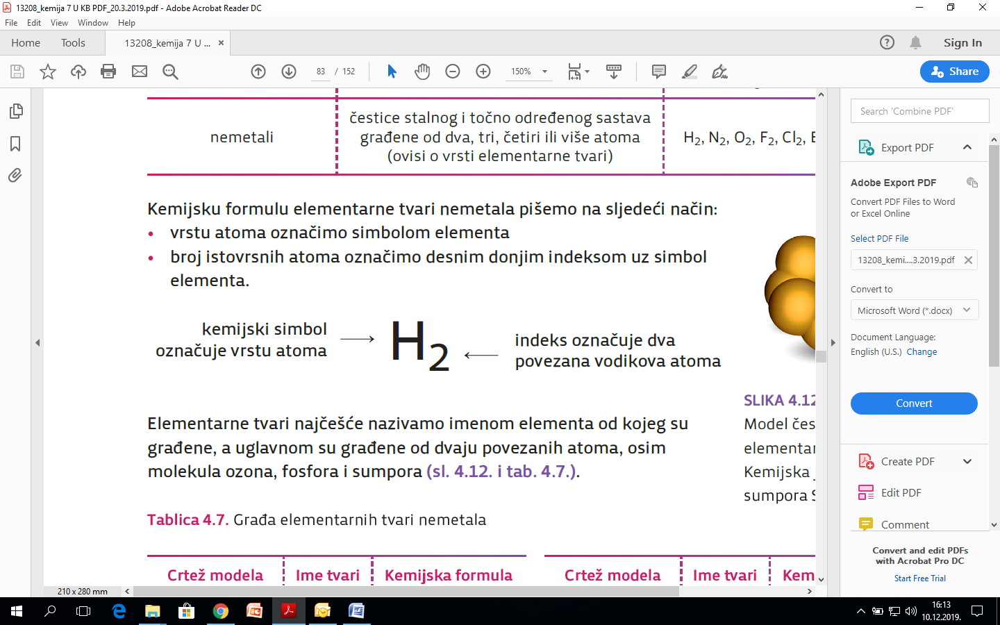 13208_kemija 7 U KB PDF_20.3.2019.pdf - Adobe Acrobat Reader DC
File Edit View Window Help
Home Tools 13208_kemija 7 U ... × Sign In
83 / 152 150% Share
nemetali
čestice stalnog i točno određenog sastava
građene od dva, tri, četiri ili više atoma
(ovisi o vrsti elementarne tvari)
H₂, N₂, O₂, F₂, Cl₂,
Kemijsku formulu elementarne tvari nemetala pišemo na sljedeći način:
• vrstu atoma označimo simbolom elementa
• broj istovrsnih atoma označimo desnim donjim indeksom uz simbol
elementa.
kemijski simbol
označuje vrstu atoma
H₂
indeks označuje dva
povezana vodikova atoma
Elementarne tvari najčešće nazivamo imenom elementa od kojeg su
građene, a uglavnom su građene od dvaju povezanih atoma, osim
molekula ozona, fosfora i sumpora (sl. 4.12. i tab. 4.7.).
SLIKA 4.12
Model čes
elementar
Kemijska
sumpora S
Tablica 4.7. Građa elementarnih tvari nemetala
Crtež modela Ime tvari Kemijska formula
Crtež modela Ime tvari Kem
210 x 280 mm
Search 'Combine PDF'
Export PDF
Adobe Export PDF
Convert PDF Files to Word
or Excel Online
Select PDF File
13208_kemi....3.2019.pdf
Convert to
Microsoft Word (*.docx)
Document Language:
English (U.S.) Change
Convert
Create PDF
Edit PDF
Comment
Convert and edit PDFs
with Acrobat Pro DC
Start Free Trial
16:13
10.12.2019.